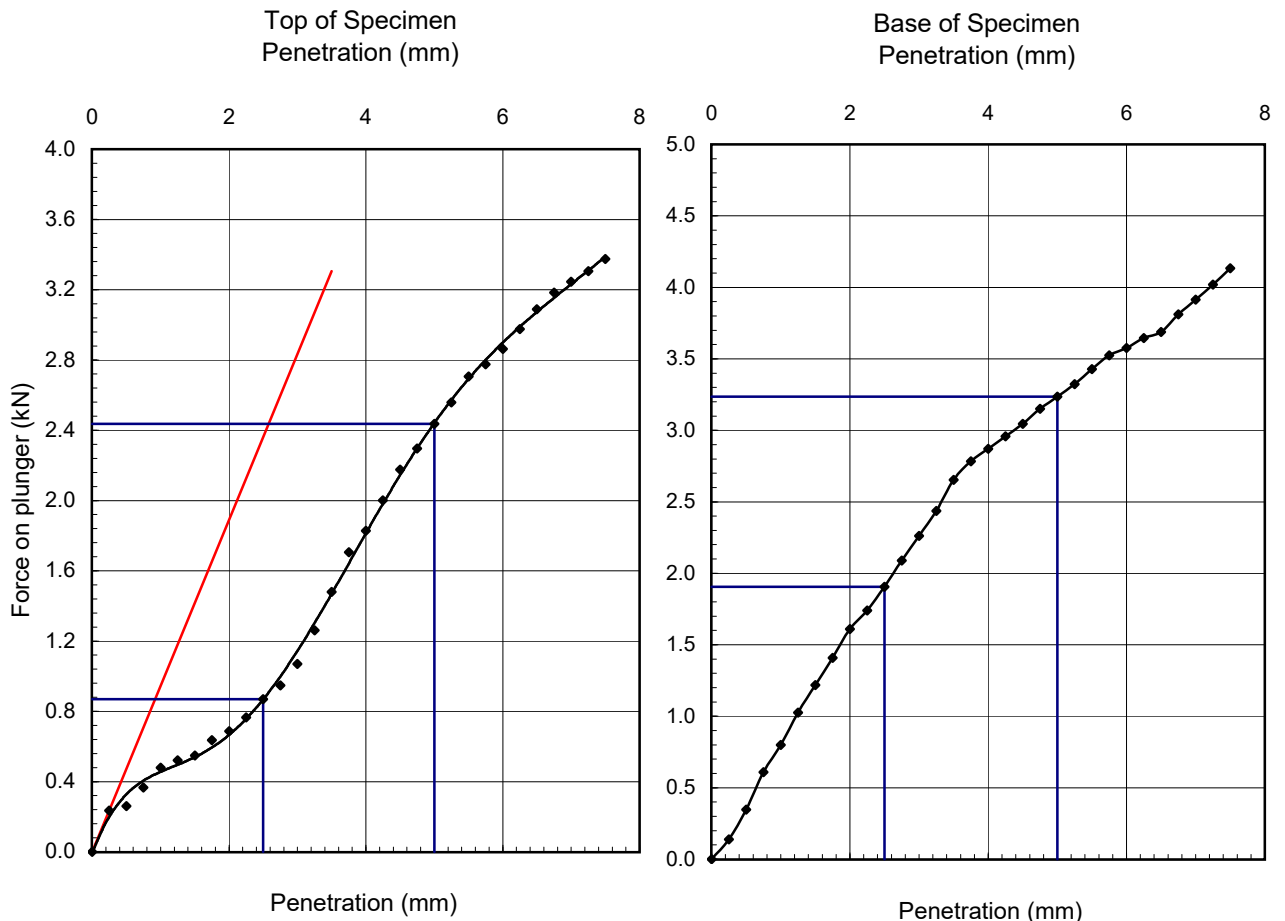 Top of Specimen
Penetration (mm)
0 2 4 6 8
4.0
3.6
3.2
2.8
2.4
2.0
1.6
1.2
0.8
0.4
0.0
Force on plunger (kN)
Penetration (mm)
Base of Specimen
Penetration (mm)
0 2 4 6 8
5.0
4.5
4.0
3.5
3.0
2.5
2.0
1.5
1.0
0.5
0.0
Penetration (mm)